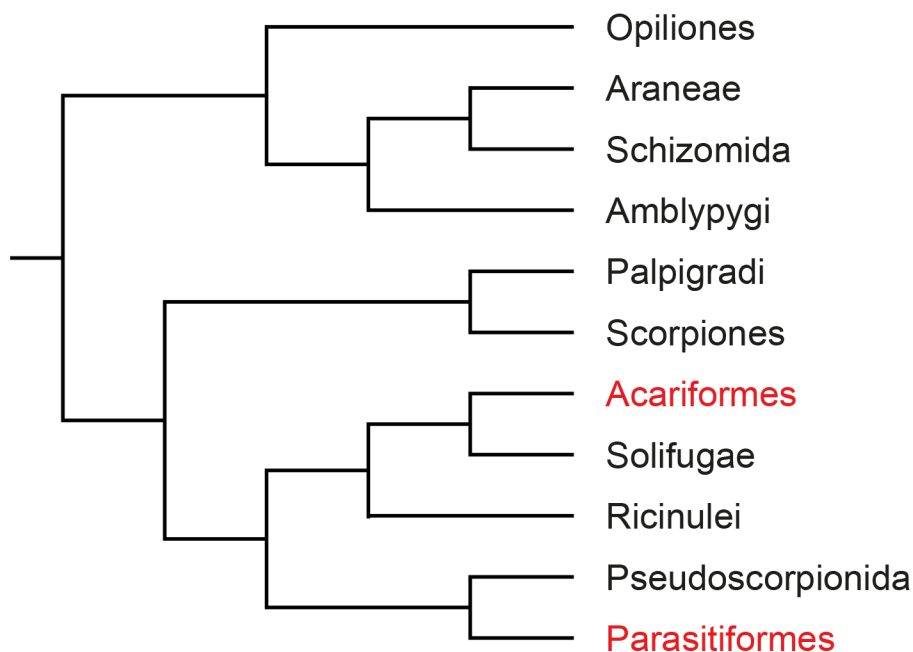 Opiliones
Araneae
Schizomida
Amblypygi
Palpigradi
Scorpiones
Acariformes
Solifugae
Ricinulei
Pseudoscorpionida
Parasitiformes